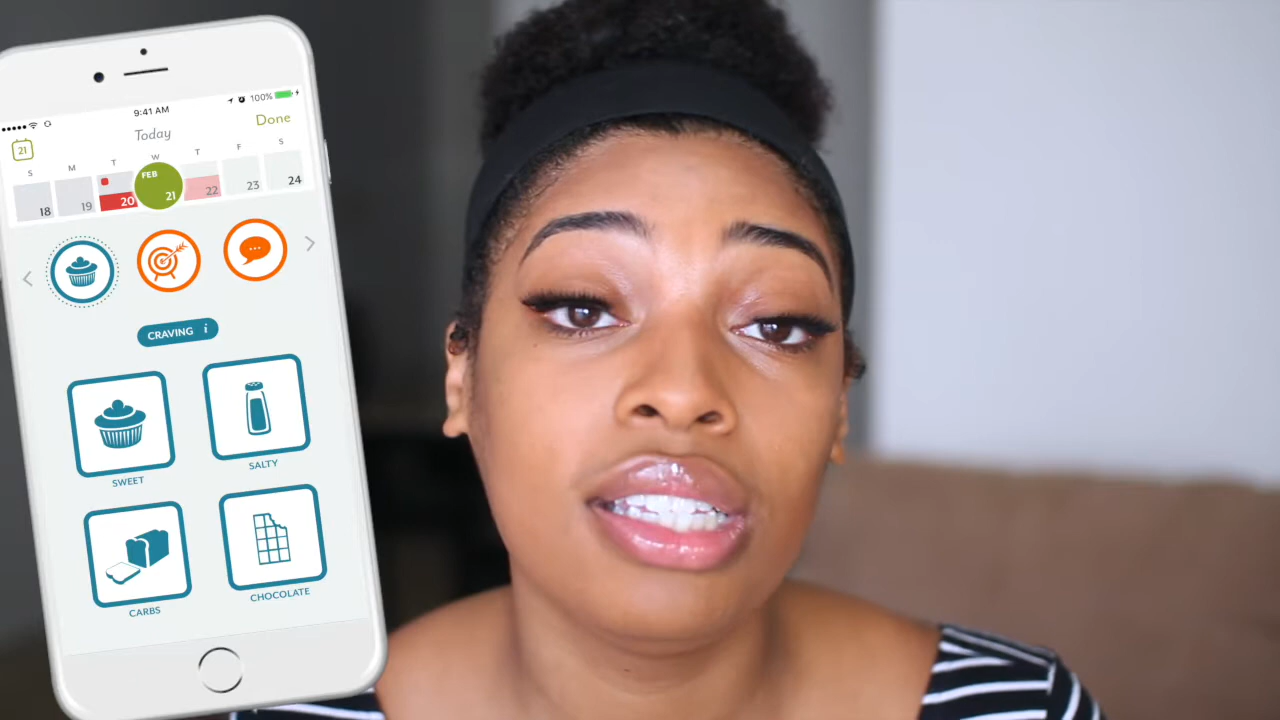 9:41 AM
100%
21
Today
Done
S M T W T F S
18 19 20 FEB 21 22 23 24
CRAVING i
SWEET
SALTY
CARBS
CHOCOLATE